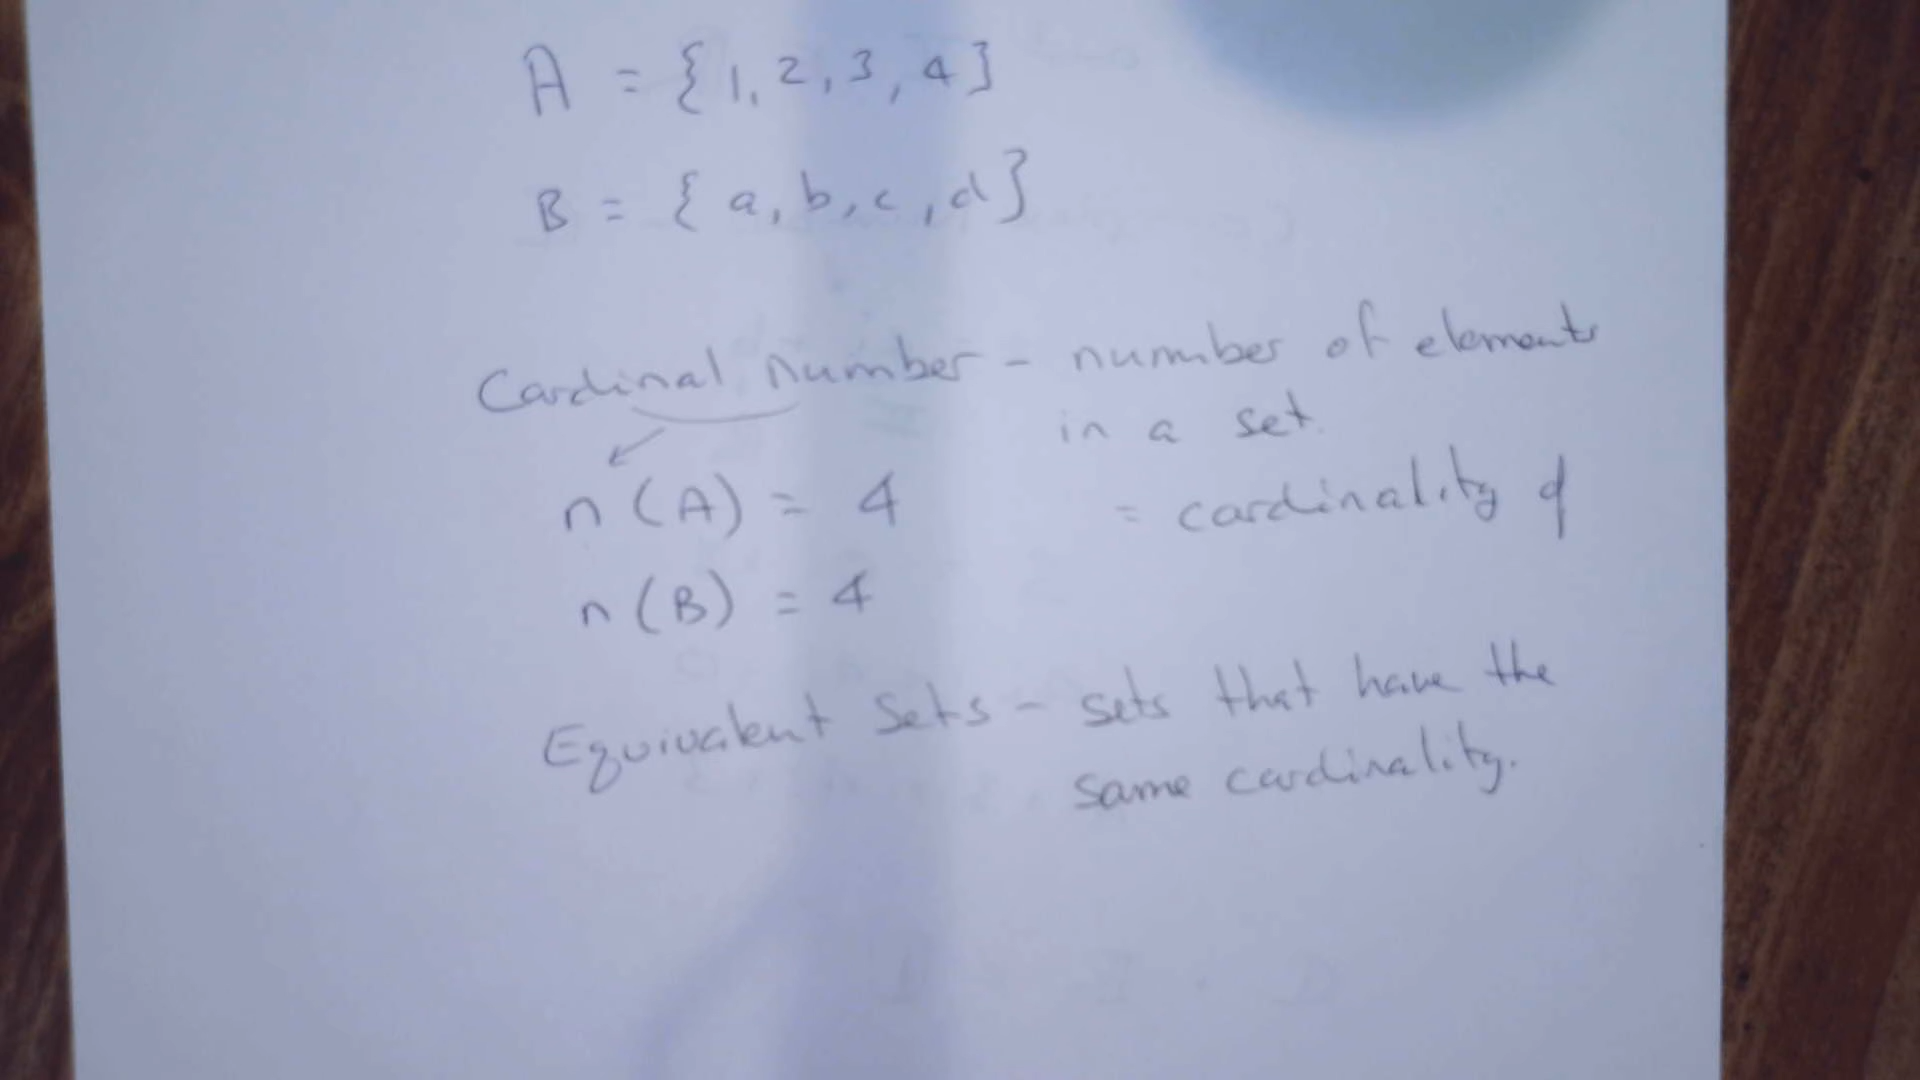 A = {1, 2, 3, 4}
B = {a, b, c, d}
Cardinal number - number of elements
in a set.
n(A) = 4 = cardinality of
n(B) = 4
Equivalent Sets - sets that have the
same cardinality.